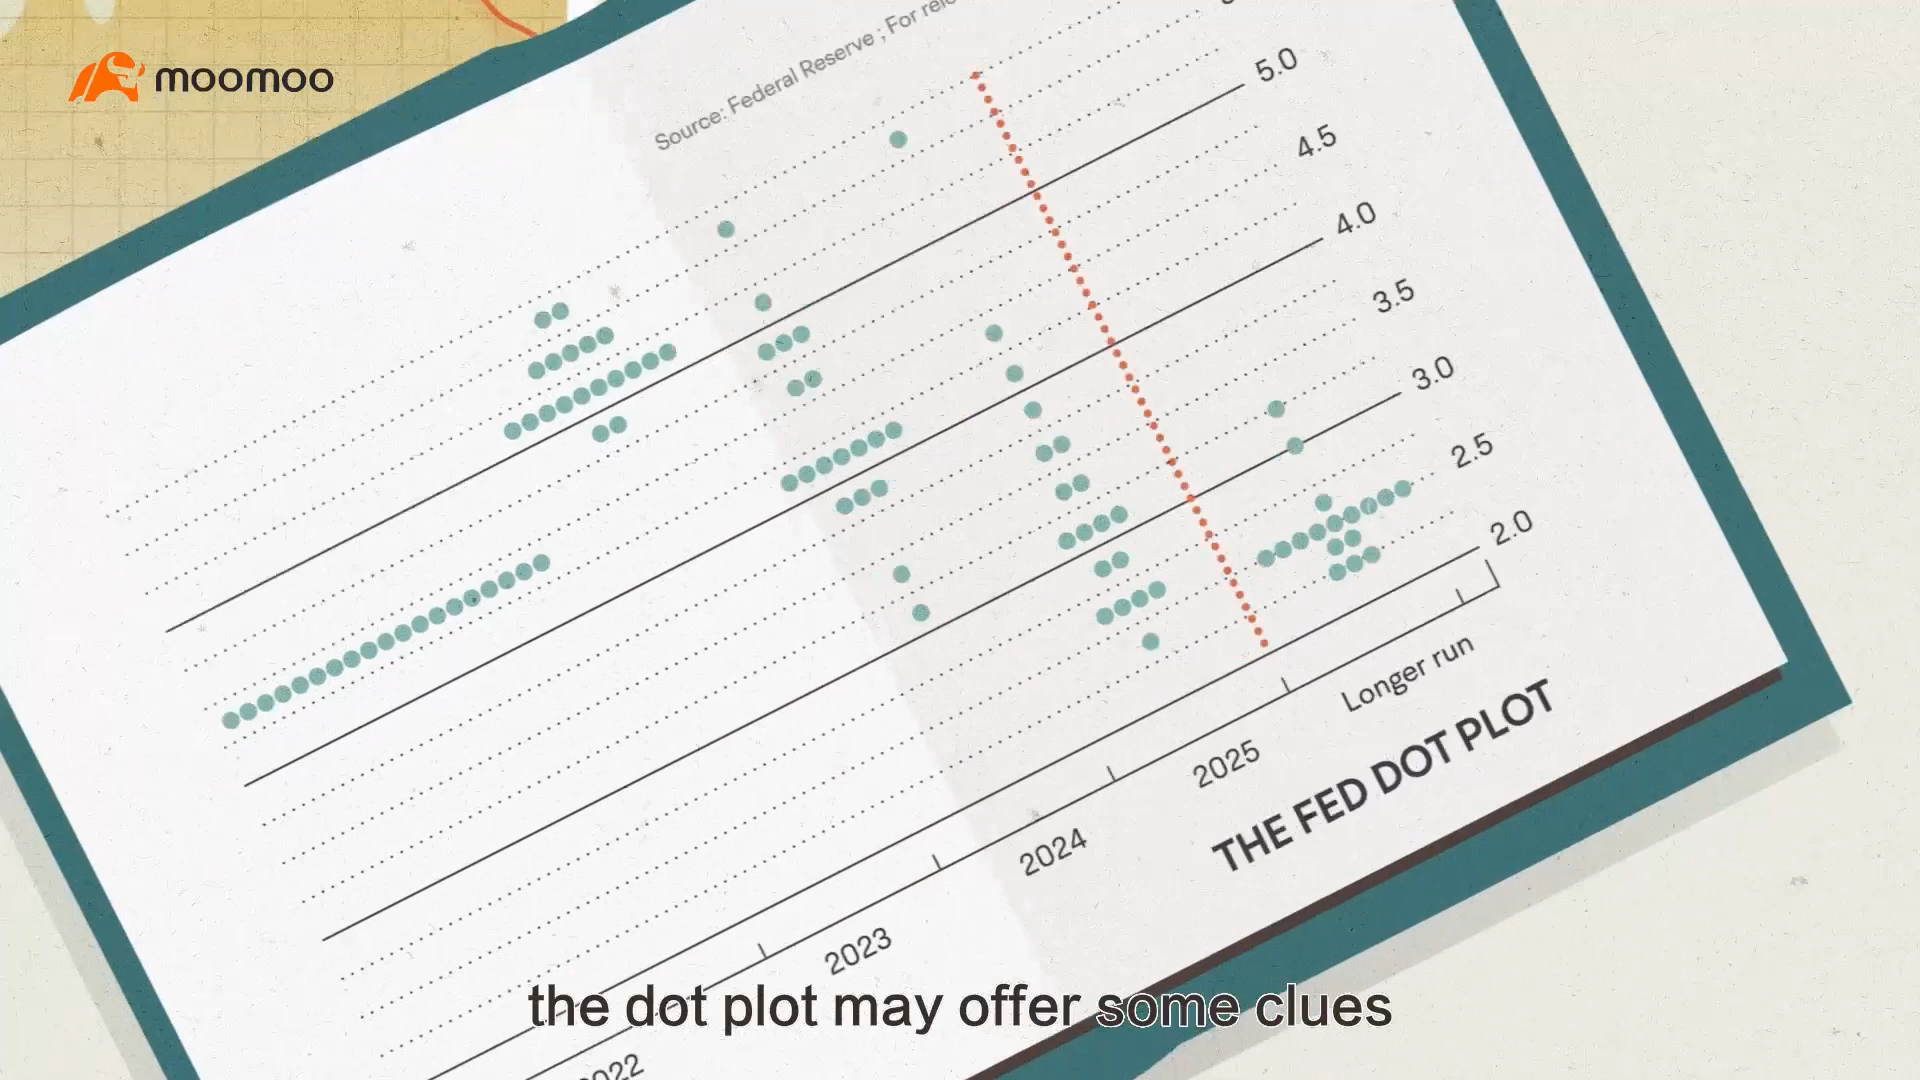 moomoo
Source: Federal Reserve ; For
5.0
4.5
4.0
3.5
3.0
2.5
2.0
2023
2024
2025
Longer run
THE FED DOT PLOT
the dot plot may offer some clues